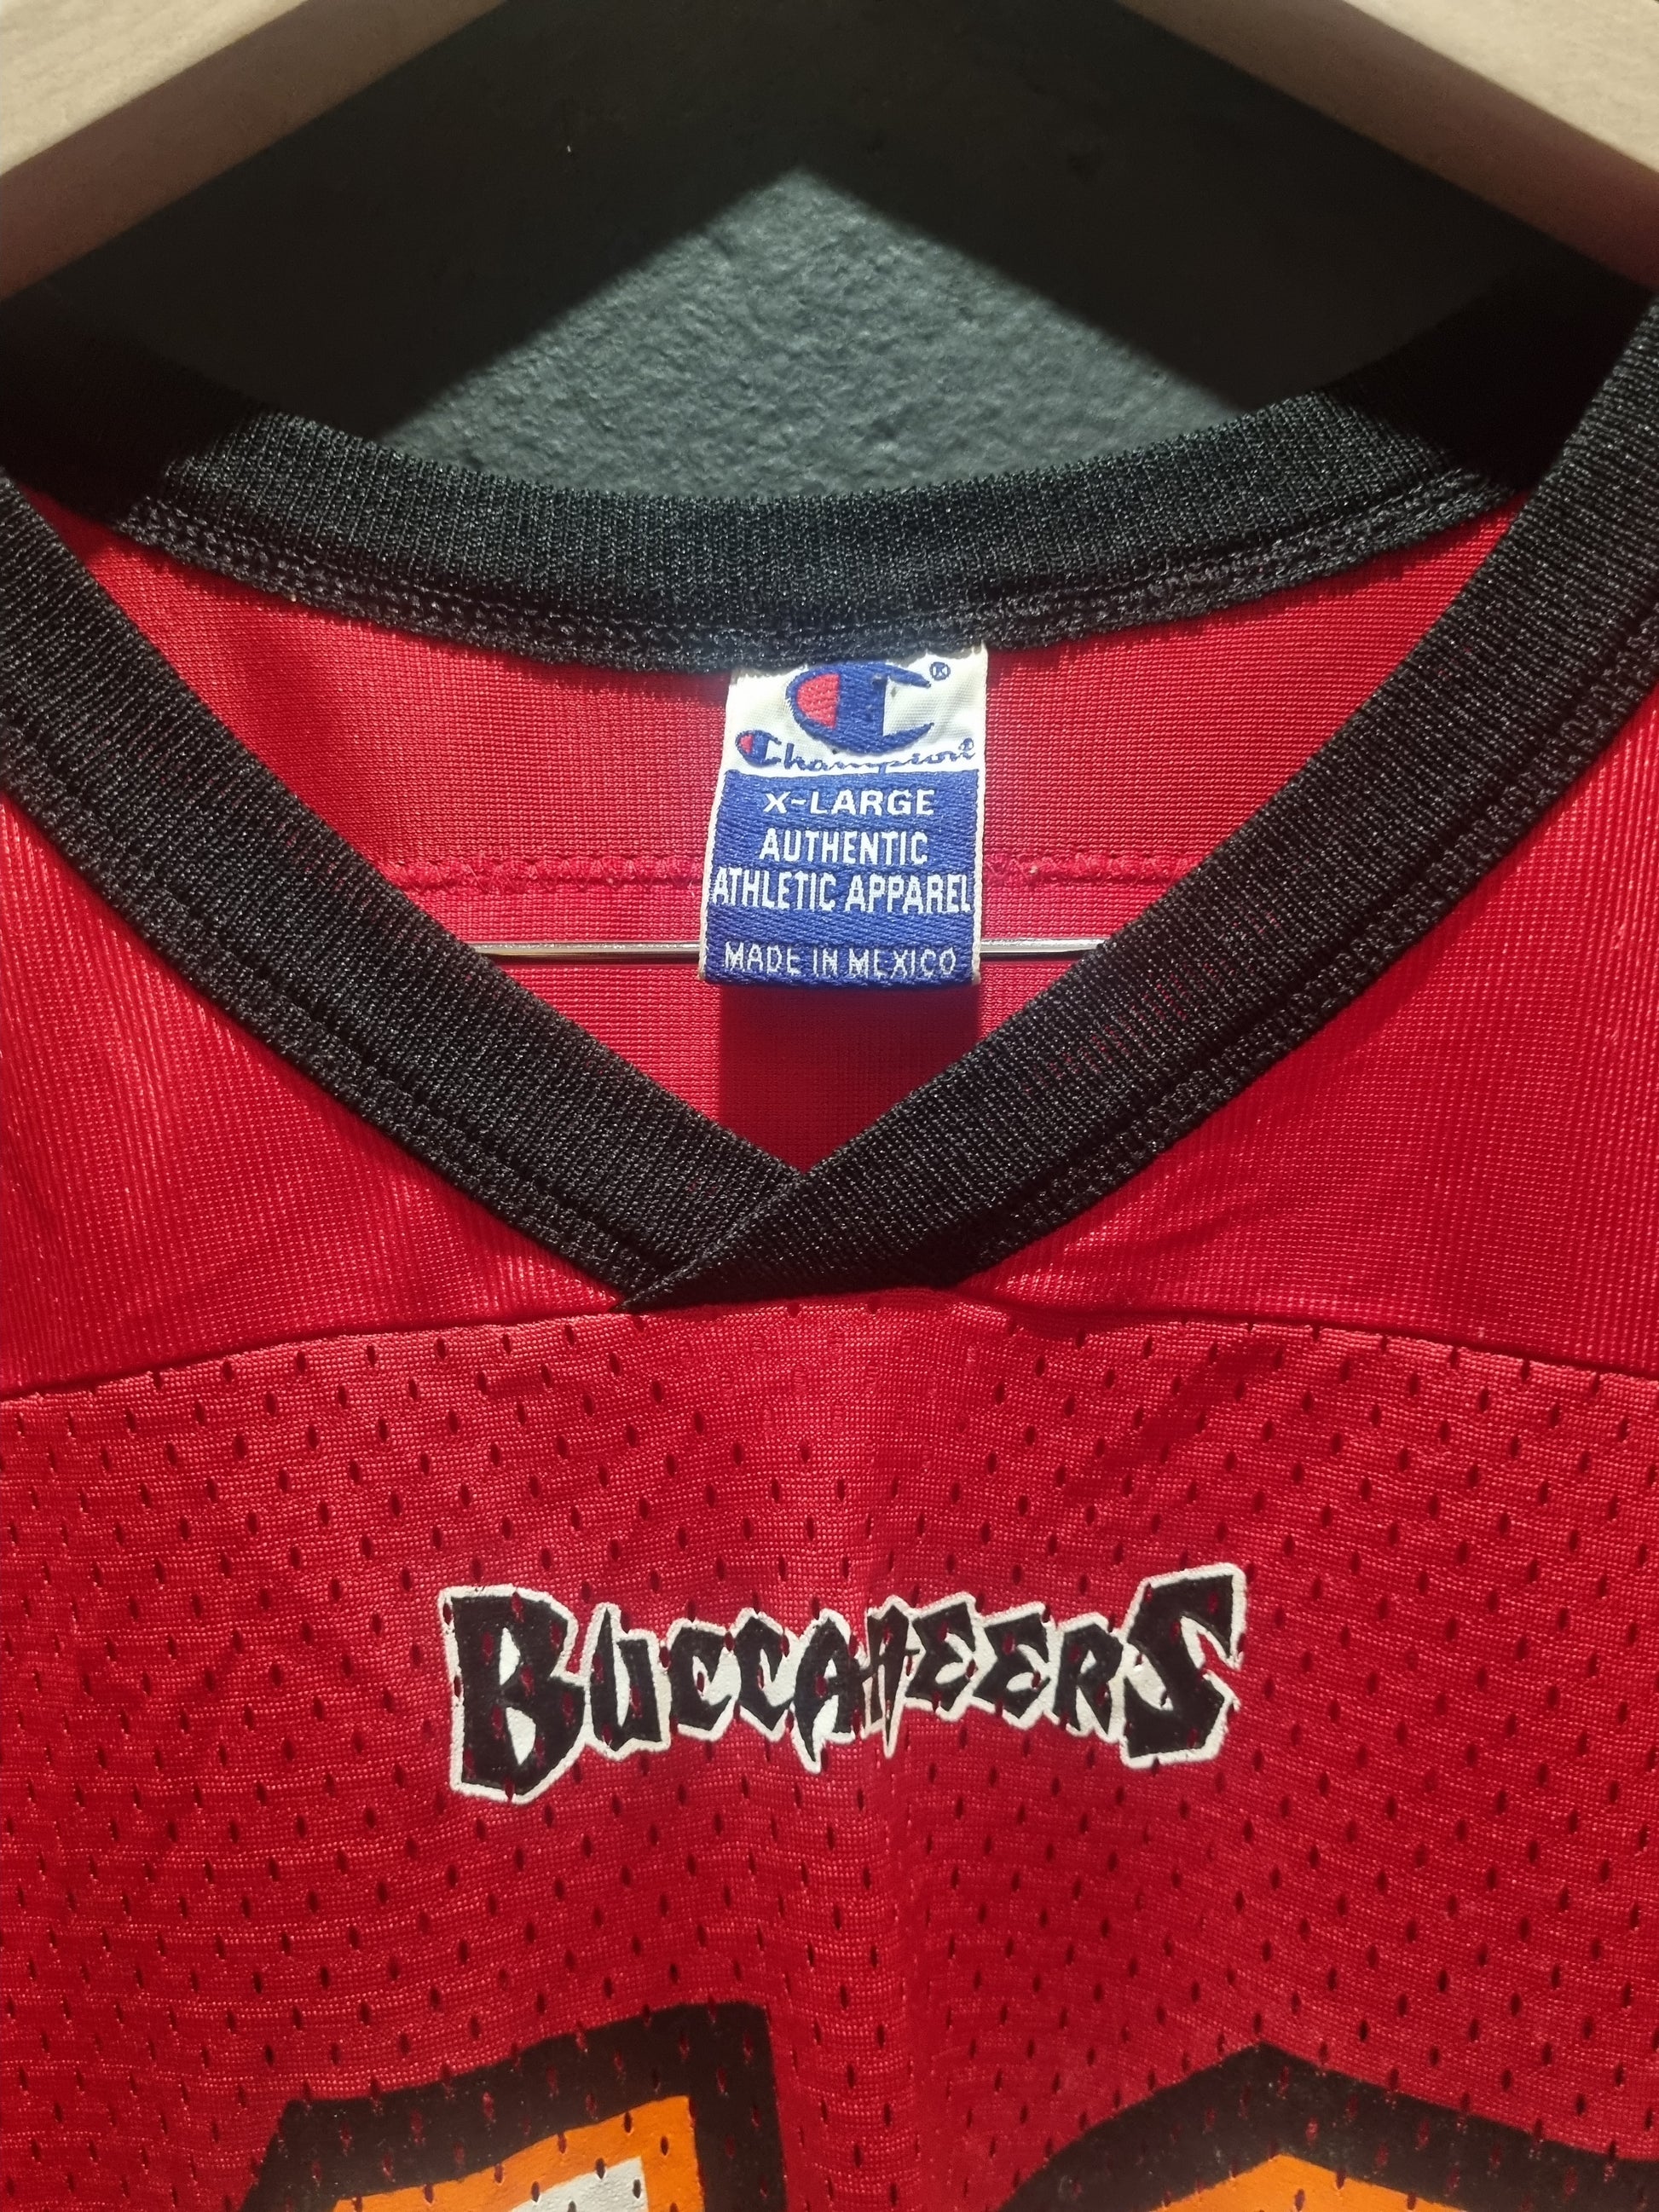 ®
Champion®
X-LARGE
AUTHENTIC
ATHLETIC APPAREL
MADE IN MEXICO
BUCCANEERS